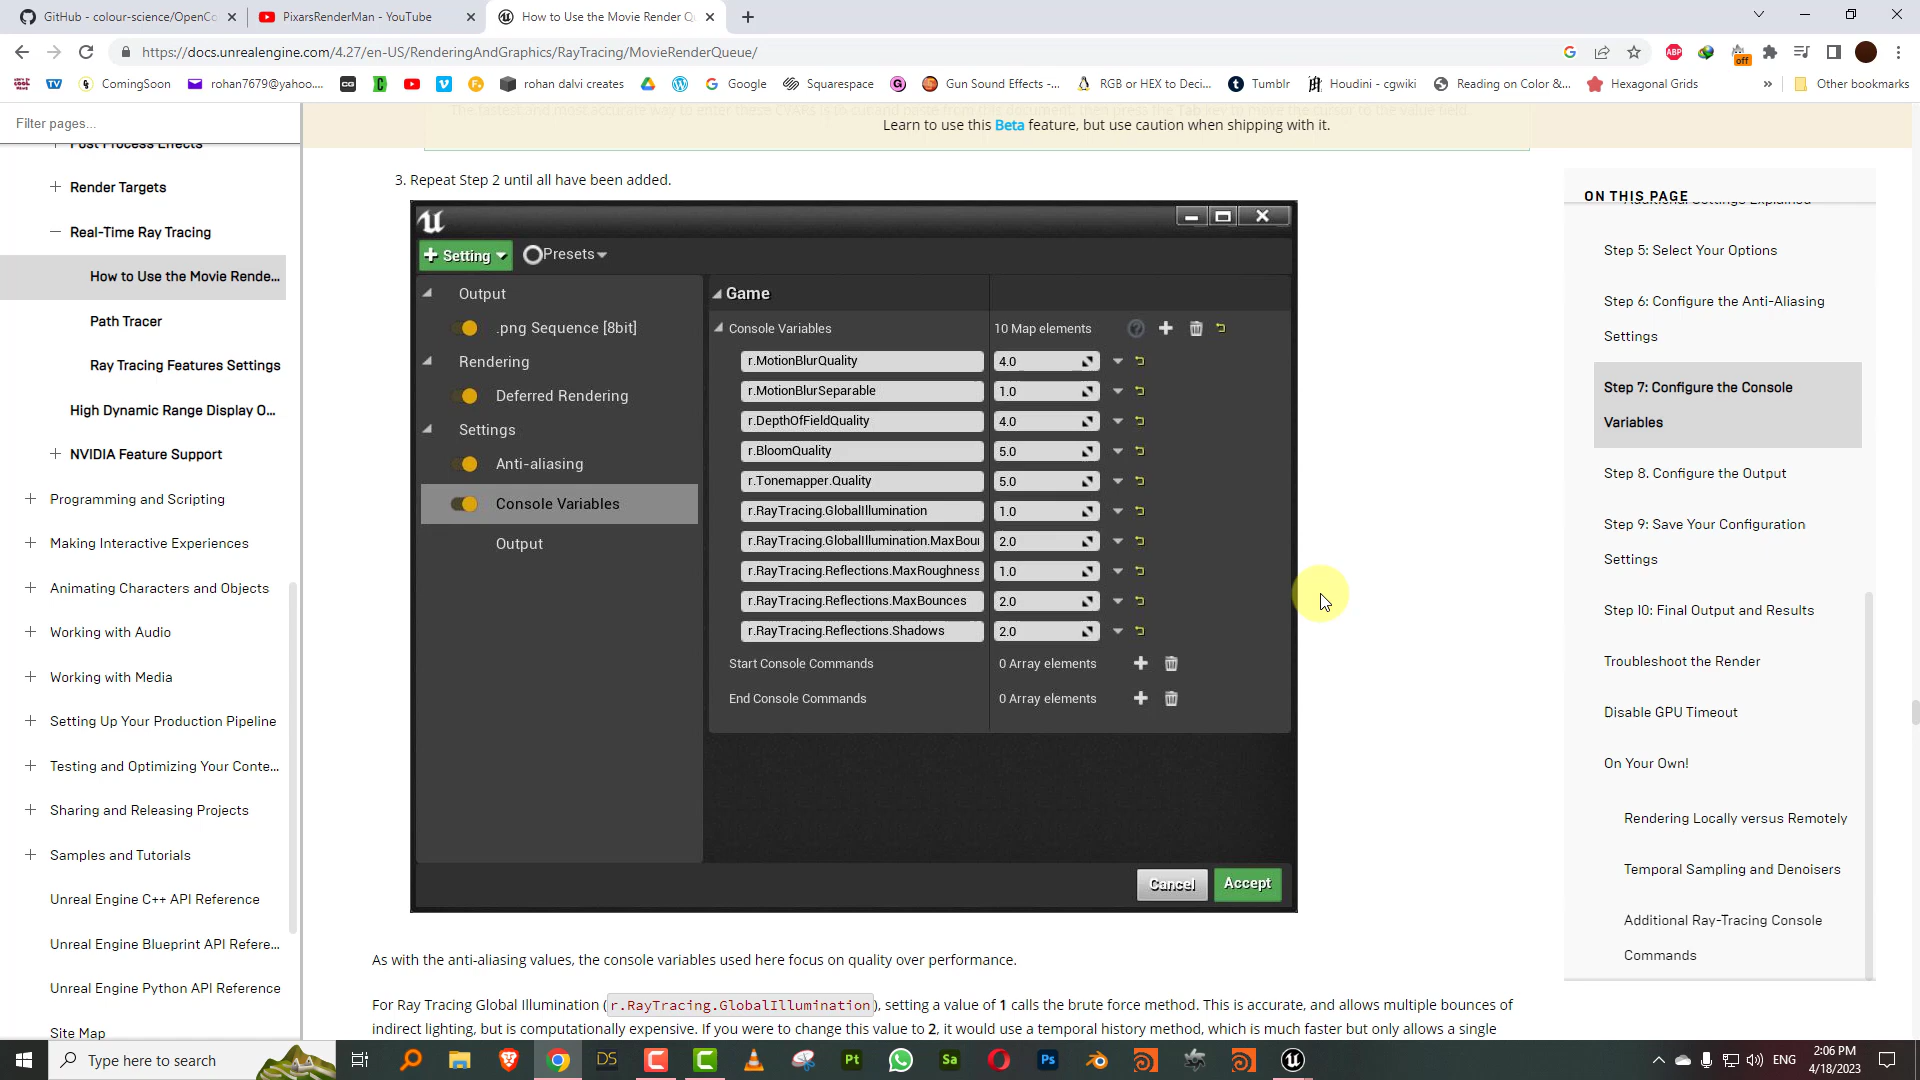 GitHub - colour-science/OpenCo
PixarsRenderMan - YouTube
How to Use the Movie Render Q
https://docs.unrealengine.com/4.27/en-US/RenderingAndGraphics/RayTracing/MovieRenderQueue/
ComingSoon
rohan7679@yahoo....
rohan dalvi creates
Google
Squarespace
Gun Sound Effects -...
RGB or HEX to Deci...
Tumblr
Houdini - cgwiki
Reading on Color &...
Hexagonal Grids
»
Other bookmarks
Filter pages...
Learn to use this Beta feature, but use caution when shipping with it.
Post Process Effects
Render Targets
Real-Time Ray Tracing
How to Use the Movie Rende...
Path Tracer
Ray Tracing Features Settings
High Dynamic Range Display O...
NVIDIA Feature Support
Programming and Scripting
Making Interactive Experiences
Animating Characters and Objects
Working with Audio
Working with Media
Setting Up Your Production Pipeline
Testing and Optimizing Your Conte...
Sharing and Releasing Projects
Samples and Tutorials
Unreal Engine C++ API Reference
Unreal Engine Blueprint API Refere...
Unreal Engine Python API Reference
Site Map
3. Repeat Step 2 until all have been added.
+ Setting
Presets
Output
.png Sequence [8bit]
Rendering
Deferred Rendering
Settings
Anti-aliasing
Console Variables
Output
Game
Console Variables 10 Map elements
r.MotionBlurQuality 4.0
r.MotionBlurSeparable 1.0
r.DepthOfFieldQuality 4.0
r.BloomQuality 5.0
r.Tonemapper.Quality 5.0
r.RayTracing.GlobalIllumination 1.0
r.RayTracing.GlobalIllumination.MaxBou 2.0
r.RayTracing.Reflections.MaxRoughness 1.0
r.RayTracing.Reflections.MaxBounces 2.0
r.RayTracing.Reflections.Shadows 2.0
Start Console Commands 0 Array elements
End Console Commands 0 Array elements
Cancel
Accept
As with the anti-aliasing values, the console variables used here focus on quality over performance.
For Ray Tracing Global Illumination (r.RayTracing.GlobalIllumination), setting a value of 1 calls the brute force method. This is accurate, and allows multiple bounces of
indirect lighting, but is computationally expensive. If you were to change this value to 2, it would use a temporal history method, which is much faster but only allows a single
ON THIS PAGE
Additional Settings Explained
Step 5: Select Your Options
Step 6: Configure the Anti-Aliasing
Settings
Step 7: Configure the Console
Variables
Step 8. Configure the Output
Step 9: Save Your Configuration
Settings
Step 10: Final Output and Results
Troubleshoot the Render
Disable GPU Timeout
On Your Own!
Rendering Locally versus Remotely
Temporal Sampling and Denoisers
Additional Ray-Tracing Console
Commands
Type here to search
ENG
2:06 PM
4/18/2023